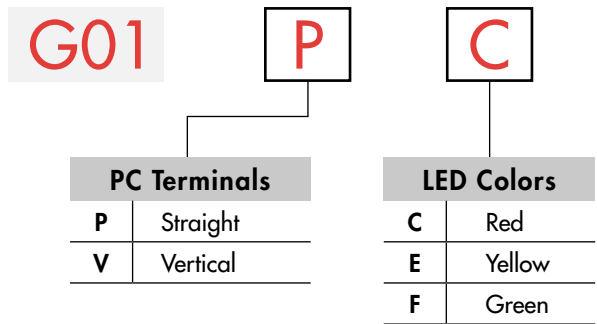 G01 P C
PC Terminals
P Straight
V Vertical
LED Colors
C Red
E Yellow
F Green